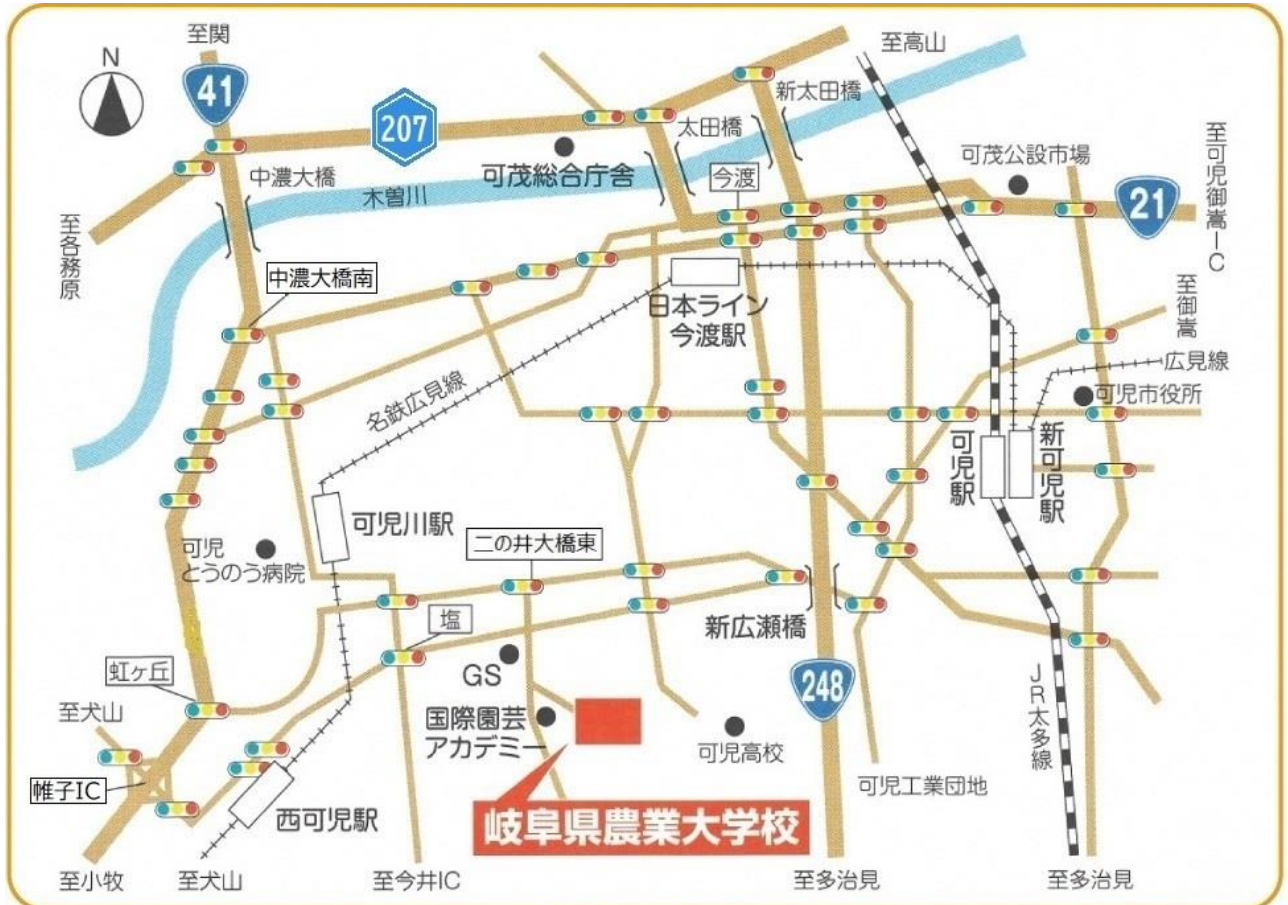 至関
N
41
207
至高山
新太田橋
太田橋
中濃大橋
可茂総合庁舎
今渡
可茂公設市場
至可児御嵩IC
木曽川
21
至各務原
中濃大橋南
日本ライン
今渡駅
至御嵩
広見線
名鉄広見線
可児市役所
可児駅
新可児駅
可児川駅
二の井大橋東
可児
とうのう病院
塩
新広瀬橋
GS
虹ヶ丘
248
JR太多線
至犬山
国際園芸
アカデミー
可児高校
帷子IC
可児工業団地
西可児駅
岐阜県農業大学校
至小牧
至犬山
至今井IC
至多治見
至多治見